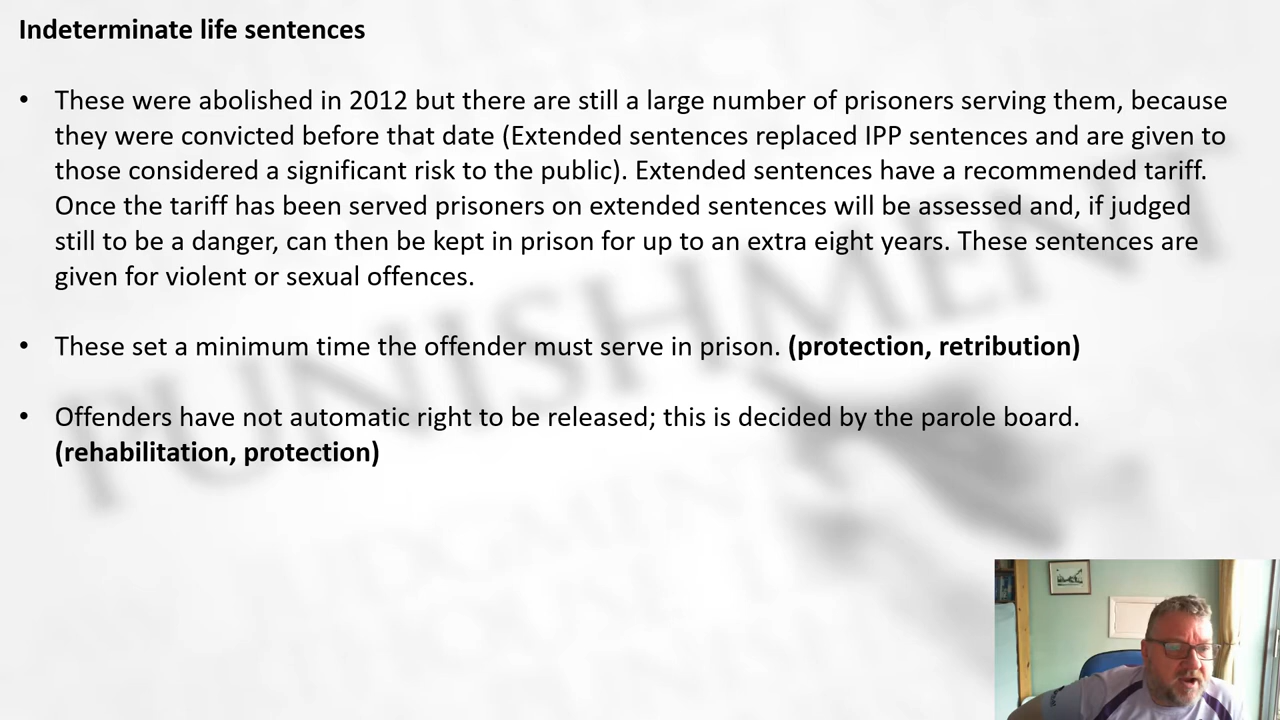 Indeterminate life sentences
• These were abolished in 2012 but there are still a large number of prisoners serving them, because
they were convicted before that date (Extended sentences replaced IPP sentences and are given to
those considered a significant risk to the public). Extended sentences have a recommended tariff.
Once the tariff has been served prisoners on extended sentences will be assessed and, if judged
still to be a danger, can then be kept in prison for up to an extra eight years. These sentences are
given for violent or sexual offences.
• These set a minimum time the offender must serve in prison. (protection, retribution)
• Offenders have not automatic right to be released; this is decided by the parole board.
(rehabilitation, protection)
PUNISHMENT